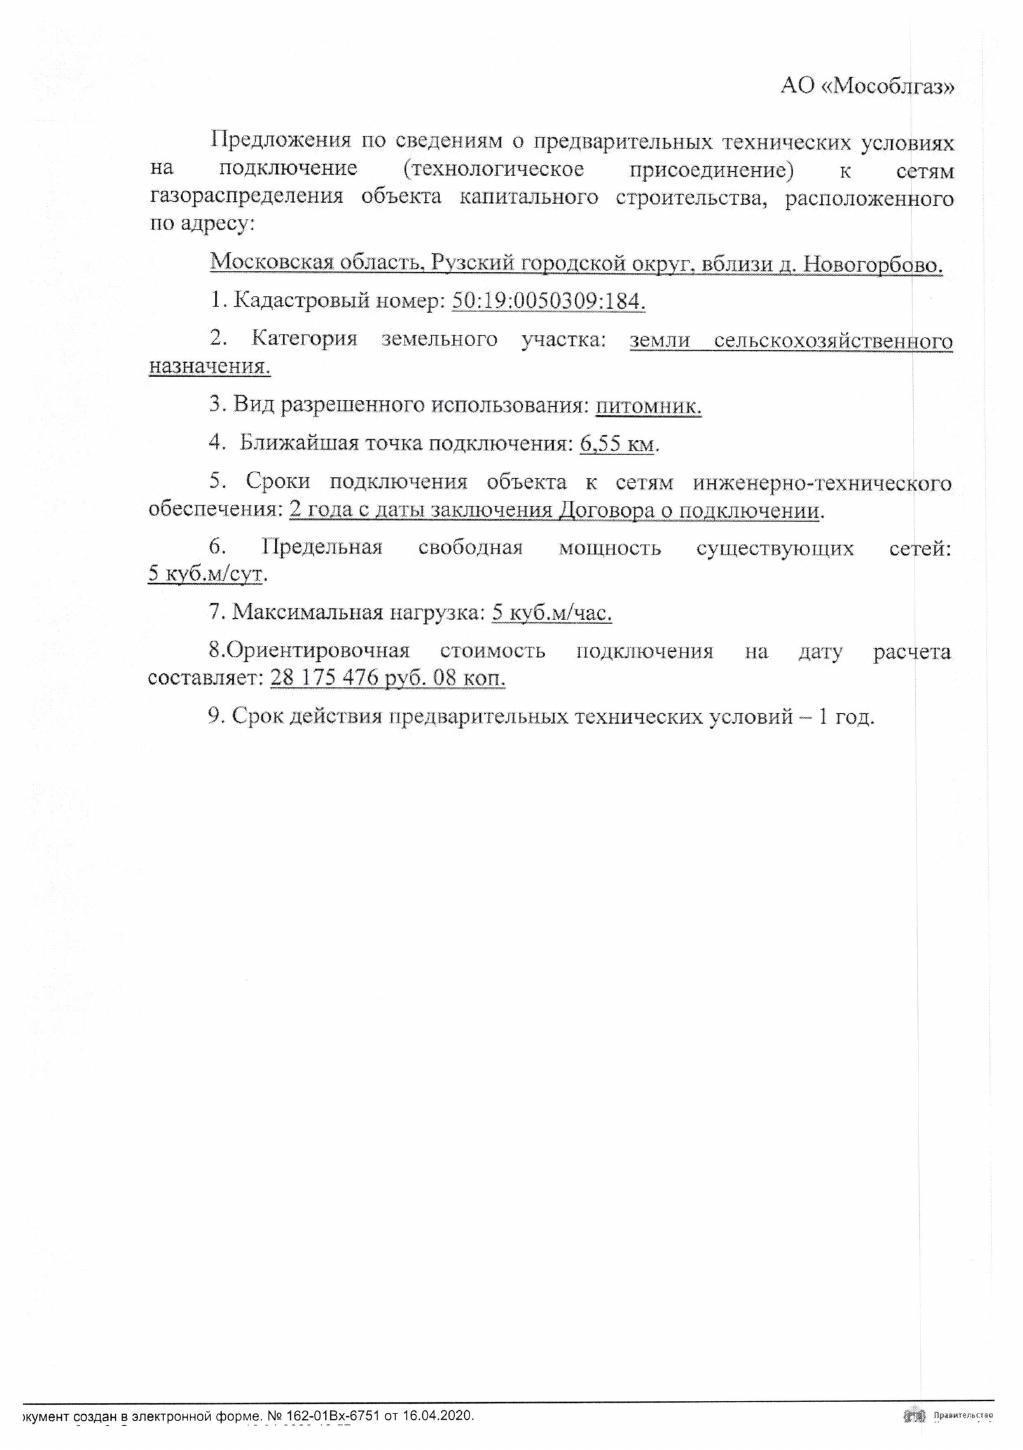 АО «Мособлгаз»
Предложения по сведениям о предварительных технических условиях
на подключение (технологическое присоединение) к сетям
газораспределения объекта капитального строительства, расположенного
по адресу:
Московская область, Рузский городской округ, вблизи д. Новогорбово.
1. Кадастровый номер: 50:19:0050309:184.
2. Категория земельного участка: земли сельскохозяйственного
назначения.
3. Вид разрешенного использования: питомник.
4. Ближайшая точка подключения: 6,55 км.
5. Сроки подключения объекта к сетям инженерно-технического
обеспечения: 2 года с даты заключения Договора о подключении.
6. Предельная свободная мощность существующих сетей:
5 куб.м/сут.
7. Максимальная нагрузка: 5 куб.м/час.
8.Ориентировочная стоимость подключения на дату расчета
составляет: 28 175 476 руб. 08 коп.
9. Срок действия предварительных технических условий – 1 год.
кумент создан в электронной форме. № 162-01Вх-6751 от 16.04.2020.
Правительство